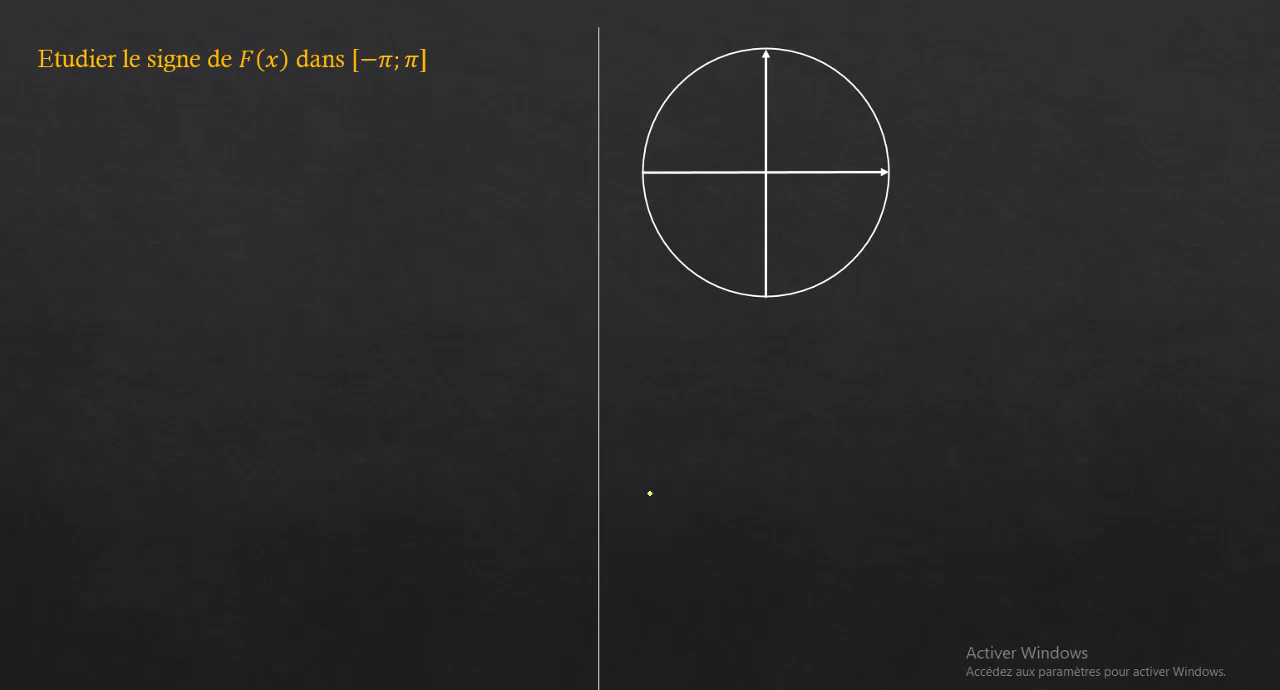 Etudier le signe de F(x) dans [−π; π]
Activer Windows
Accédez aux paramètres pour activer Windows.